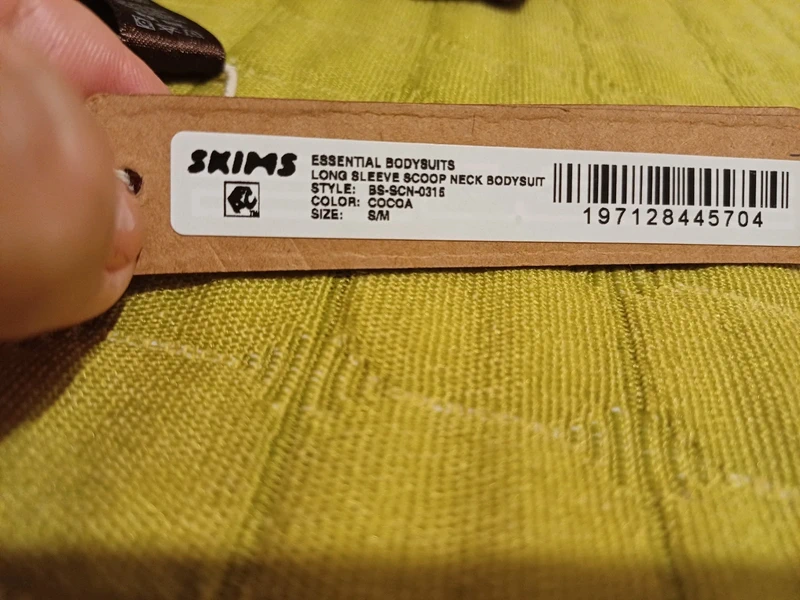 SKIMS
ESSENTIAL BODYSUITS
LONG SLEEVE SCOOP NECK BODYSUIT
STYLE: BS-SCN-0315
COLOR: COCOA
SIZE: S/M
197128445704